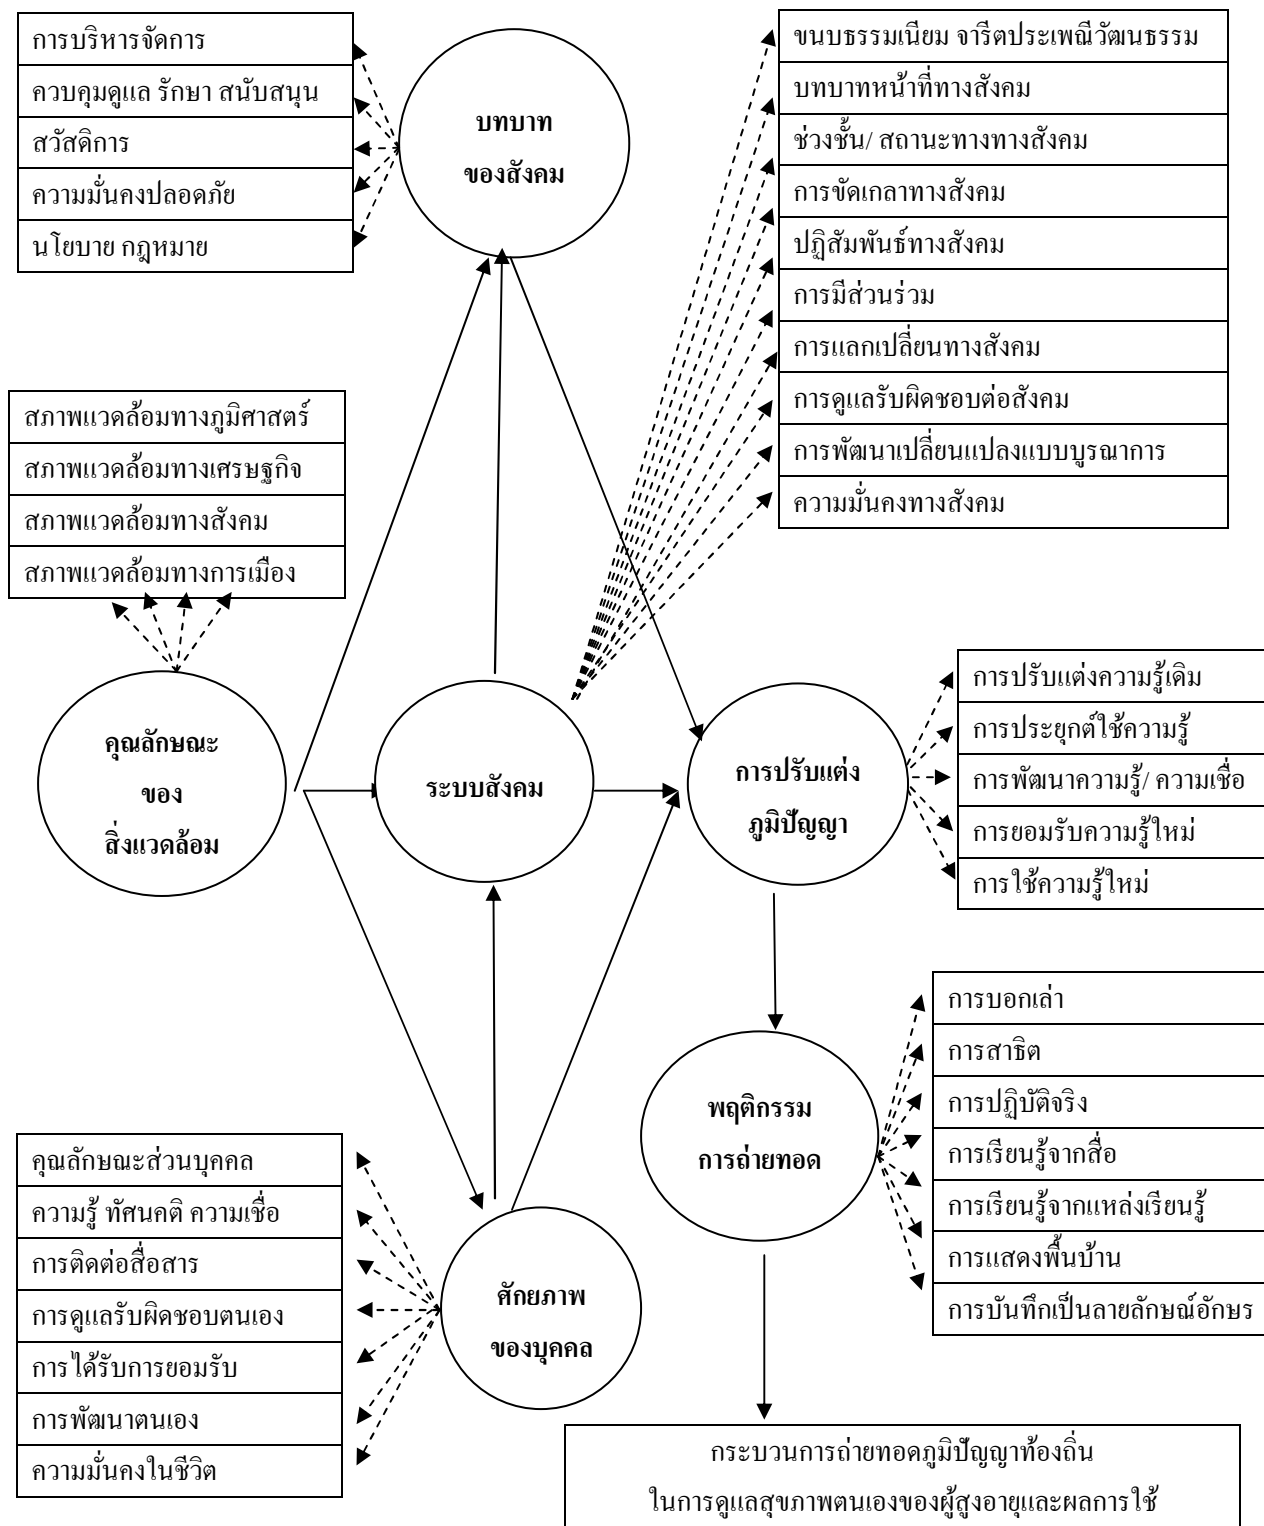 การบริหารจัดการ
ควบคุมดูแล รักษา สนับสนุน
สวัสดิการ
ความมั่นคงปลอดภัย
นโยบาย กฎหมาย
บทบาท
ของสังคม
ขนบธรรมเนียม จารีตประเพณีวัฒนธรรม
บทบาทหน้าที่ทางสังคม
ช่วงชั้น/ สถานะทางทางสังคม
การขัดเกลาทางสังคม
ปฏิสัมพันธ์ทางสังคม
การมีส่วนร่วม
การแลกเปลี่ยนทางสังคม
การดูแลรับผิดชอบต่อสังคม
การพัฒนาเปลี่ยนแปลงแบบบูรณาการ
ความมั่นคงทางสังคม
สภาพแวดล้อมทางภูมิศาสตร์
สภาพแวดล้อมทางเศรษฐกิจ
สภาพแวดล้อมทางสังคม
สภาพแวดล้อมทางการเมือง
คุณลักษณะ
ของ
สิ่งแวดล้อม
ระบบสังคม
การปรับแต่ง
ภูมิปัญญา
การปรับแต่งความรู้เดิม
การประยุกต์ใช้ความรู้
การพัฒนาความรู้/ ความเชื่อ
การยอมรับความรู้ใหม่
การใช้ความรู้ใหม่
พฤติกรรม
การถ่ายทอด
การบอกเล่า
การสาธิต
การปฏิบัติจริง
การเรียนรู้จากสื่อ
การเรียนรู้จากแหล่งเรียนรู้
การแสดงพื้นบ้าน
การบันทึกเป็นลายลักษณ์อักษร
คุณลักษณะส่วนบุคคล
ความรู้ ทัศนคติ ความเชื่อ
การติดต่อสื่อสาร
การดูแลรับผิดชอบตนเอง
การได้รับการยอมรับ
การพัฒนาตนเอง
ความมั่นคงในชีวิต
ศักยภาพ
ของบุคคล
กระบวนการถ่ายทอดภูมิปัญญาท้องถิ่น
ในการดูแลสุขภาพตนเองของผู้สูงอายุและผลการใช้